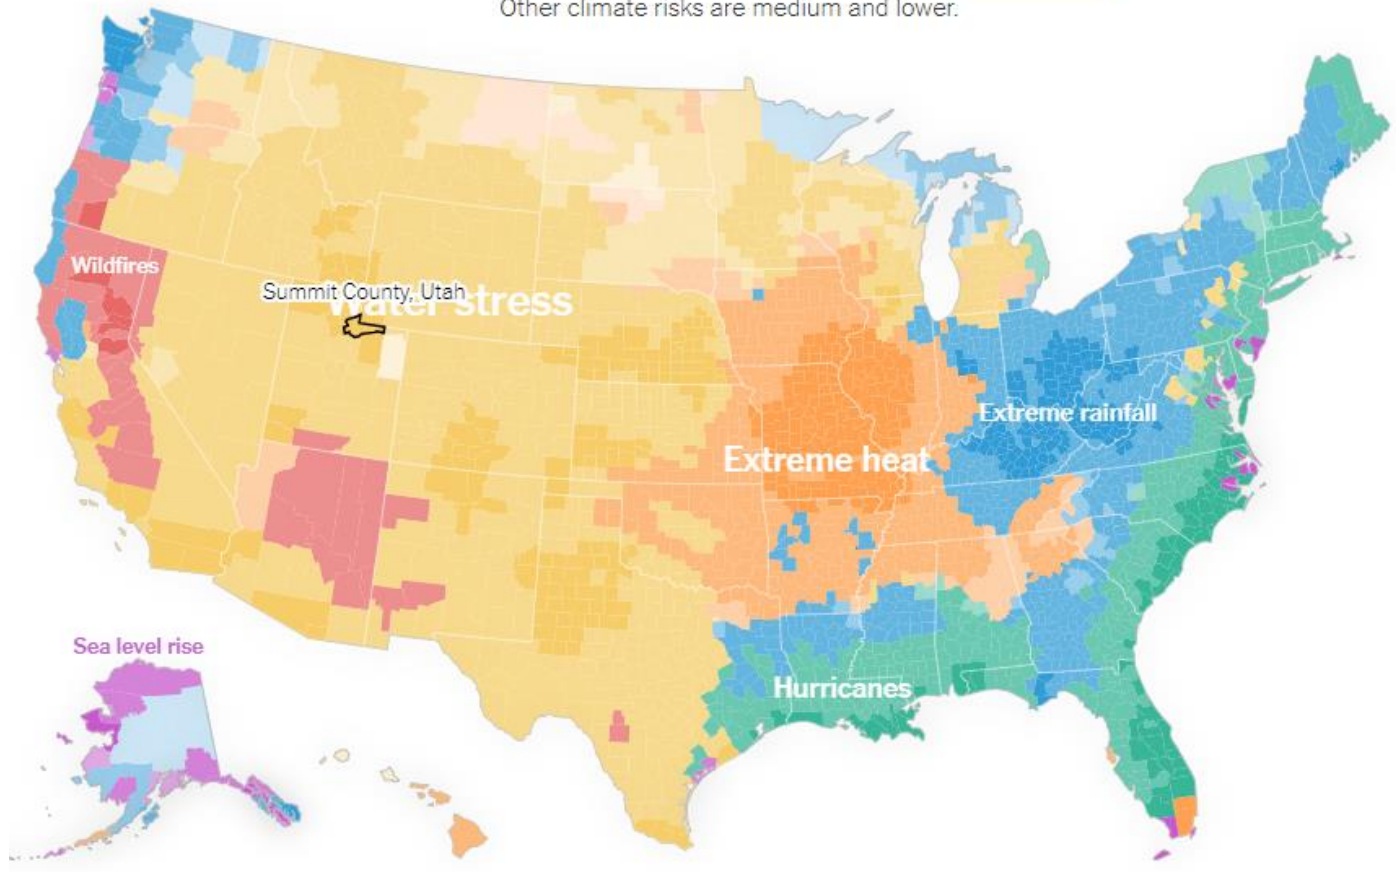 Other climate risks are medium and lower.
Wildfires
Summit County, Utah
Water stress
Extreme rainfall
Extreme heat
Sea level rise
Hurricanes